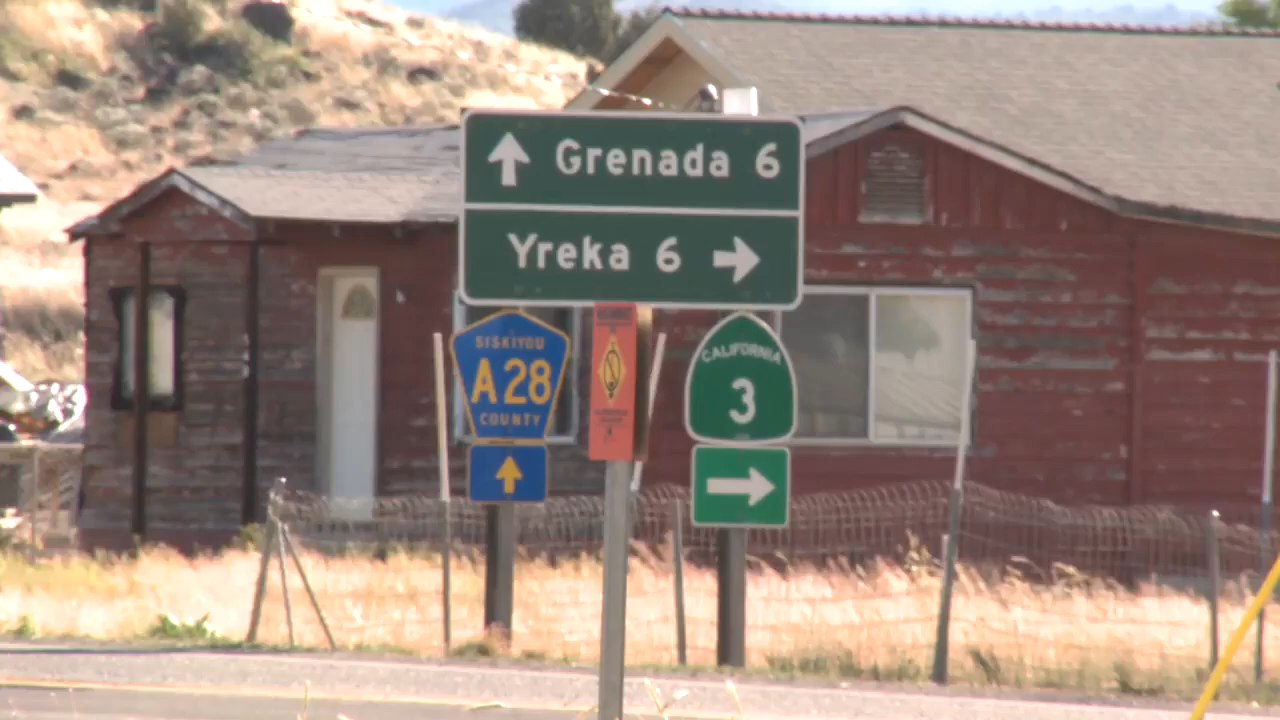 Grenada 6
Yreka 6
SISKIYOU
A28
COUNTY
CALIFORNIA
3